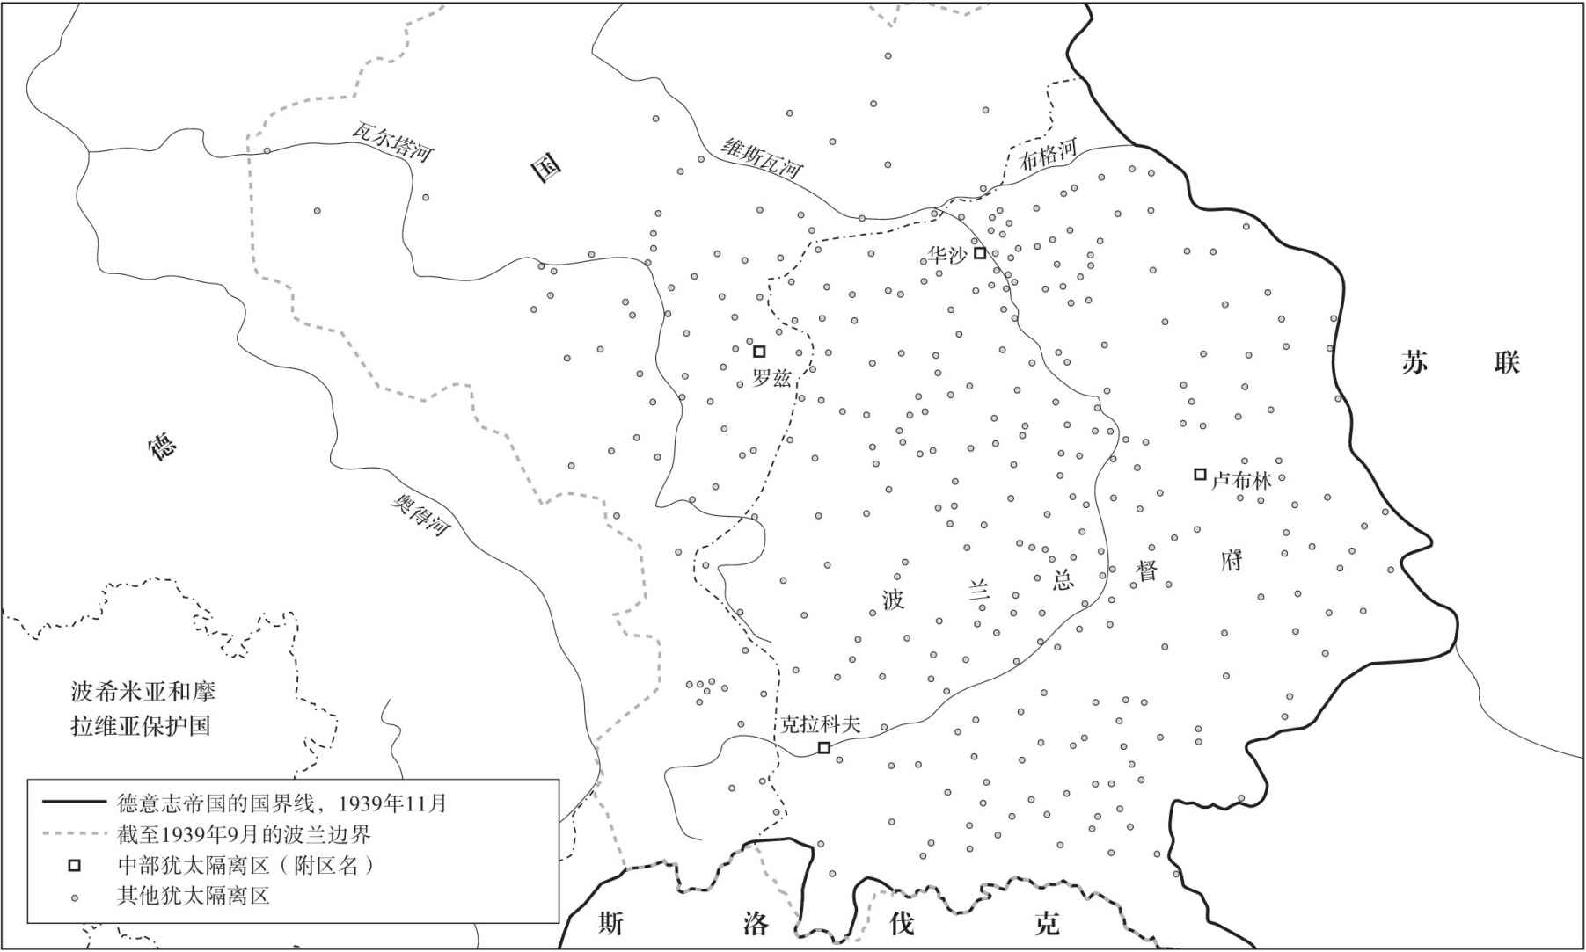 瓦尔塔河
国
维斯瓦河
布格河
华沙
苏联
罗兹
德
卢布林
奥得河
波兰总督府
波希米亚和摩
拉维亚保护国
克拉科夫
德意志帝国的国界线，1939年11月
截至1939年9月的波兰边界
中部犹太隔离区（附区名）
其他犹太隔离区
斯洛伐克